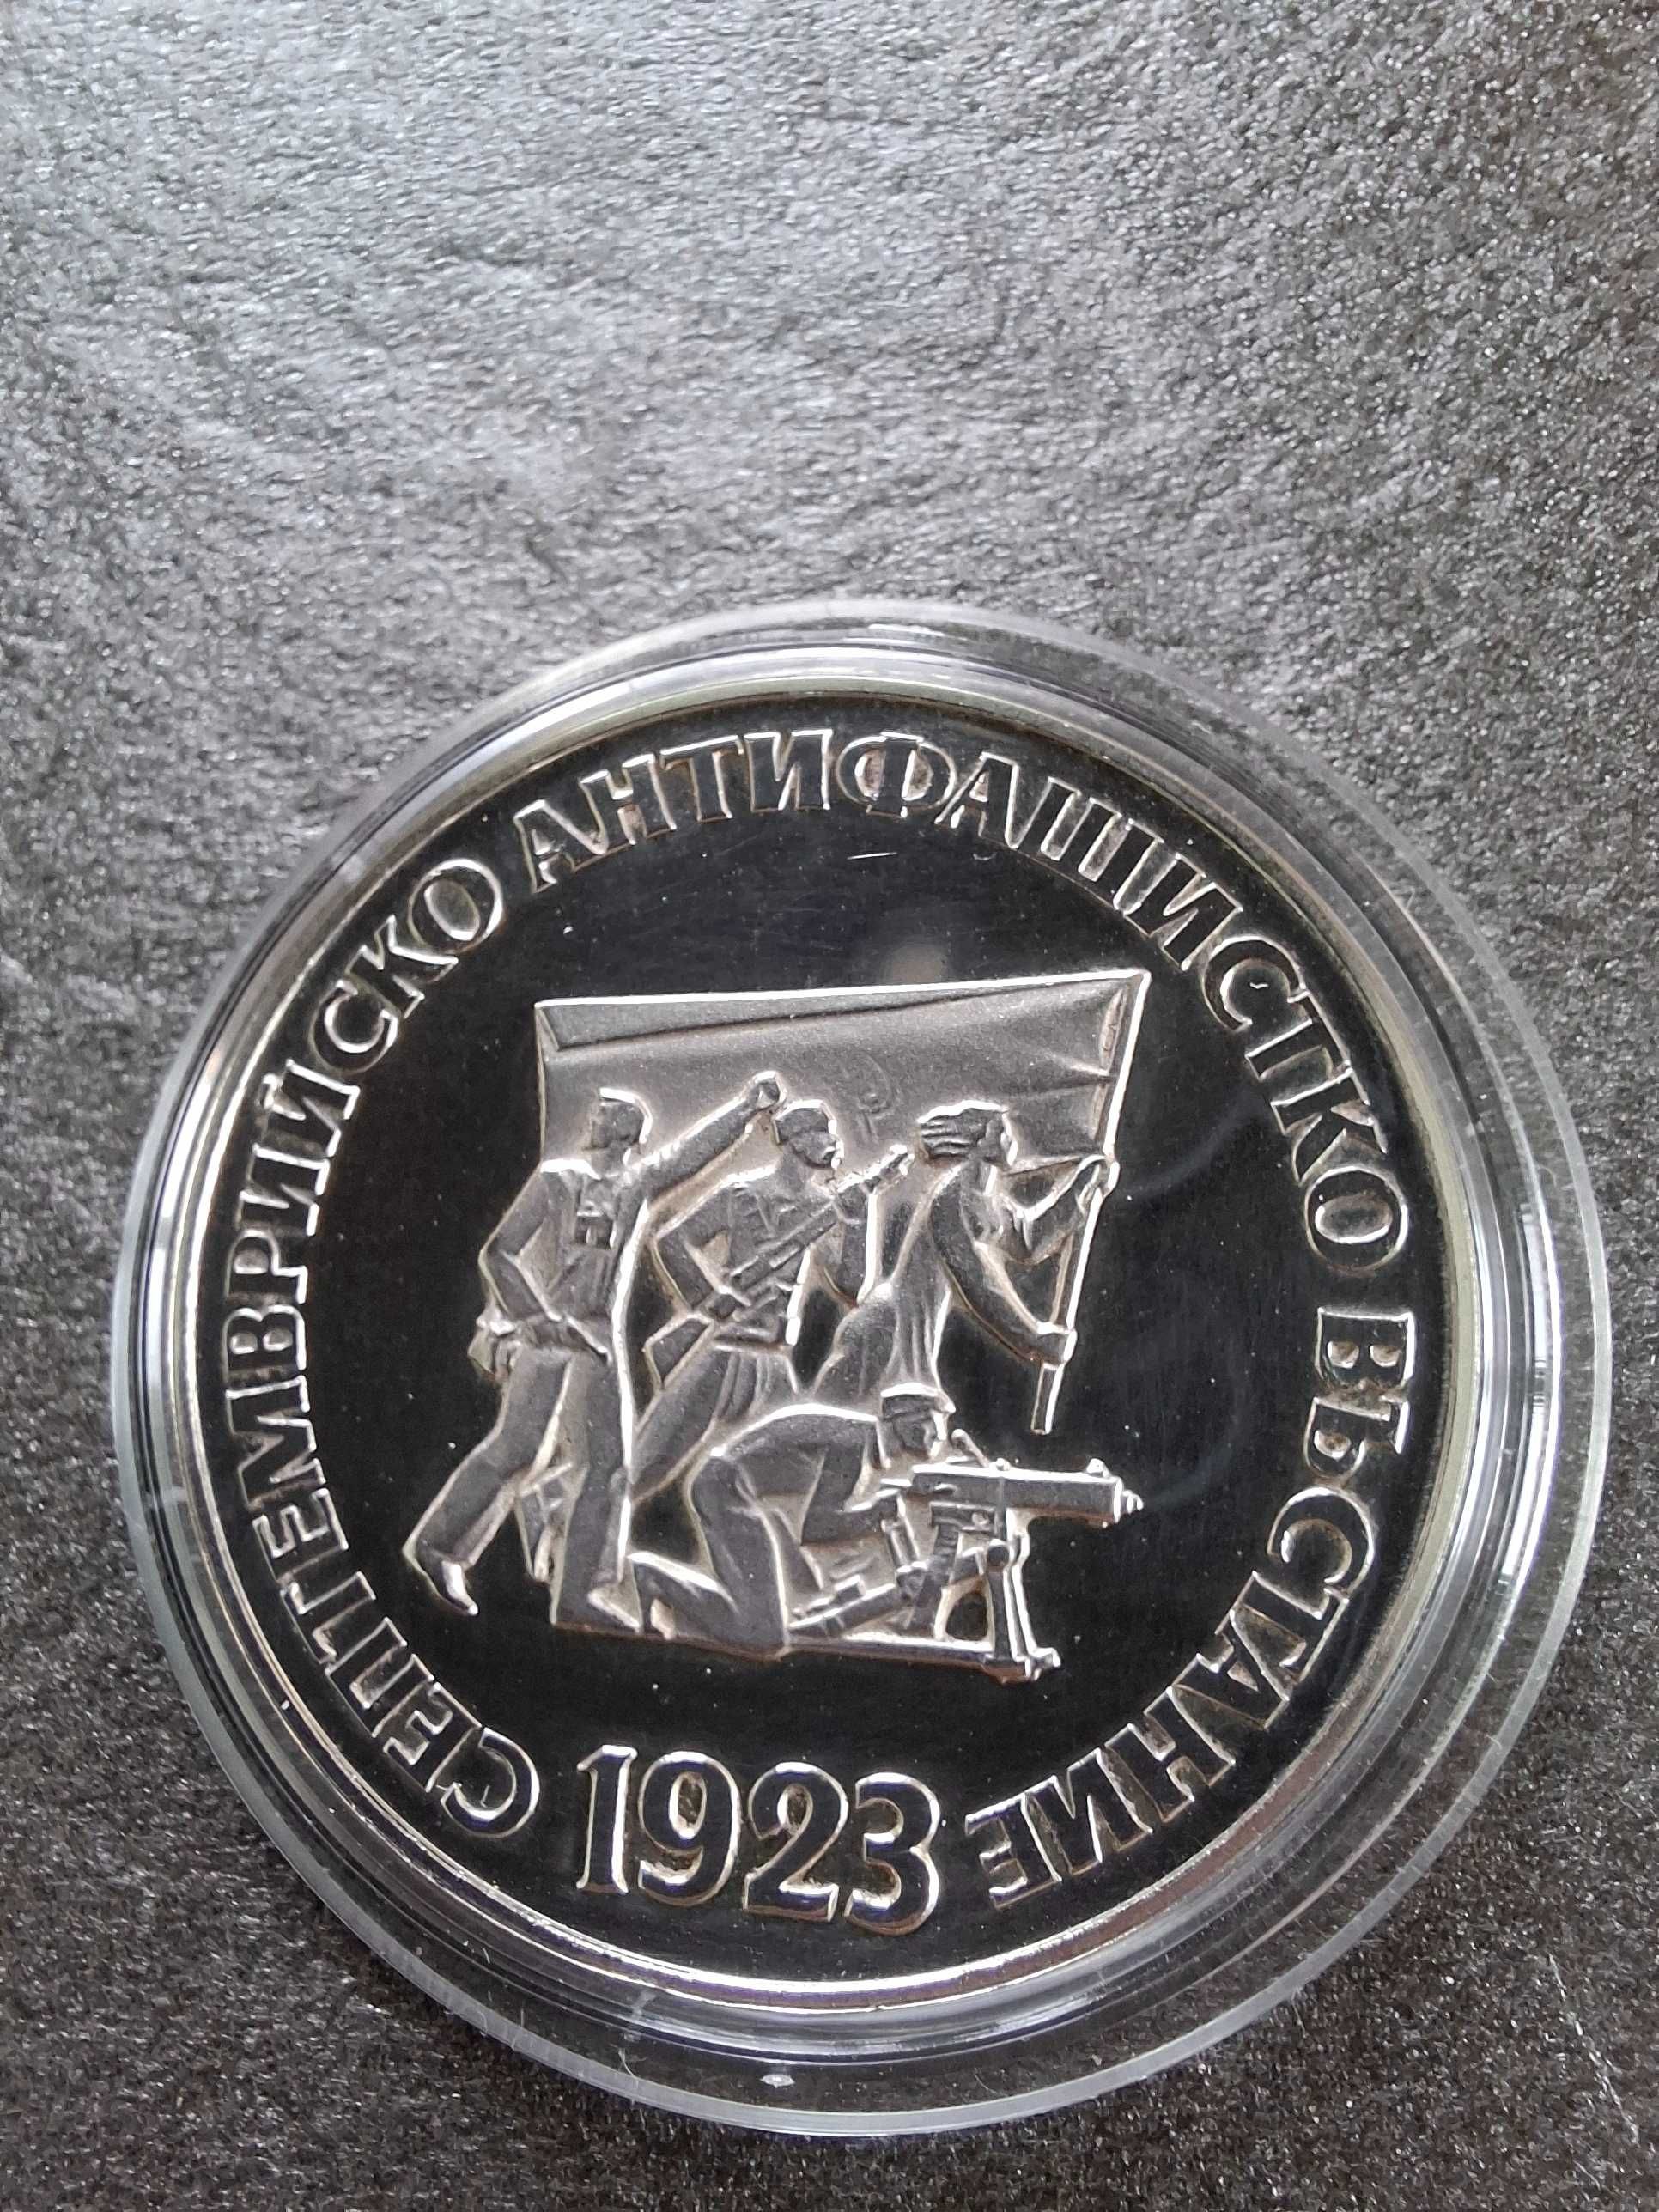 СЕПТЕМВРИЙСКО АНТИФАШИСТКО ВЪСТАНИЕ
1923